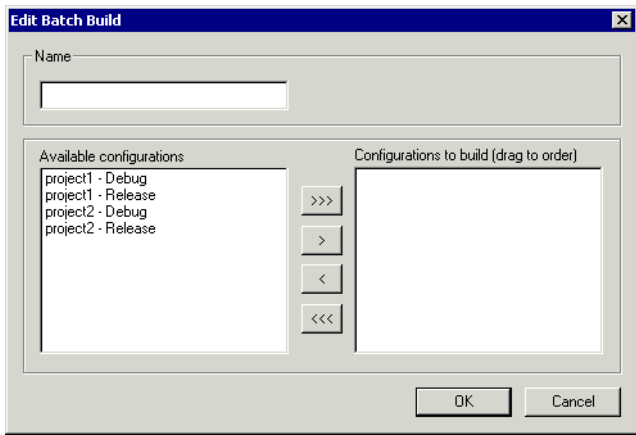 Edit Batch Build
Name
Available configurations
project1 - Debug
project1 - Release
project2 - Debug
project2 - Release
>>>
>
<
<<<
Configurations to build (drag to order)
OK
Cancel